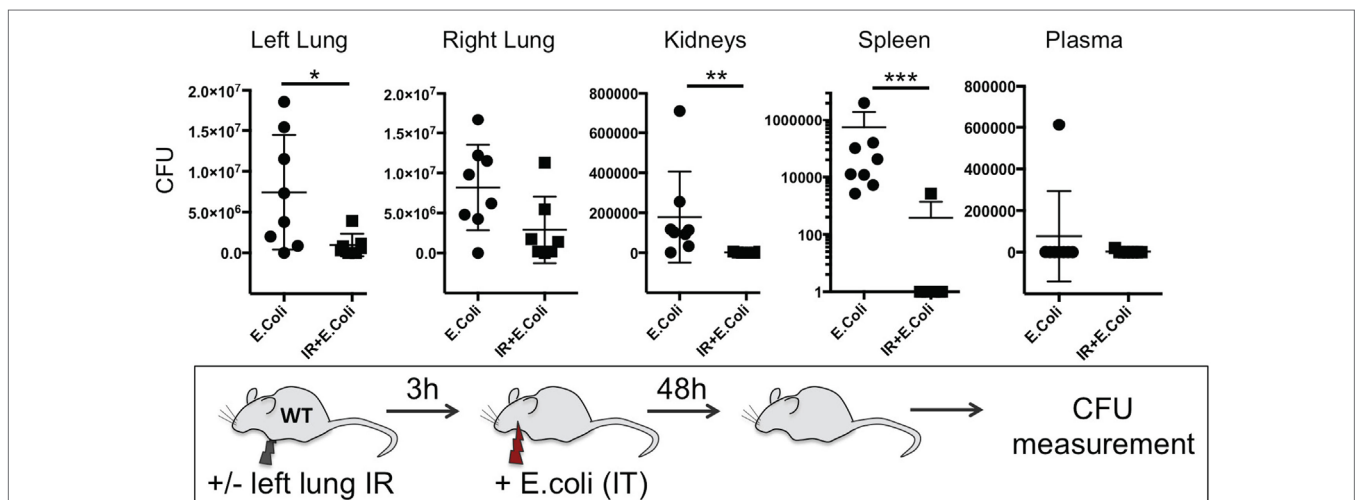 Left Lung
Right Lung
Kidneys
Spleen
Plasma
*
**
***
CFU
2.0×10⁷
1.5×10⁷
1.0×10⁷
5.0×10⁶
0.0
E.Coli
IR+E.Coli
2.0×10⁷
1.5×10⁷
1.0×10⁷
5.0×10⁶
0.0
E.Coli
IR+E.Coli
800000
600000
400000
200000
0
E.Coli
IR+E.Coli
1000000
10000
100
1
E.Coli
IR+E.Coli
800000
600000
400000
200000
0
E.Coli
IR+E.Coli
WT
3h
48h
CFU
measurement
+/- left lung IR
+ E.coli (IT)